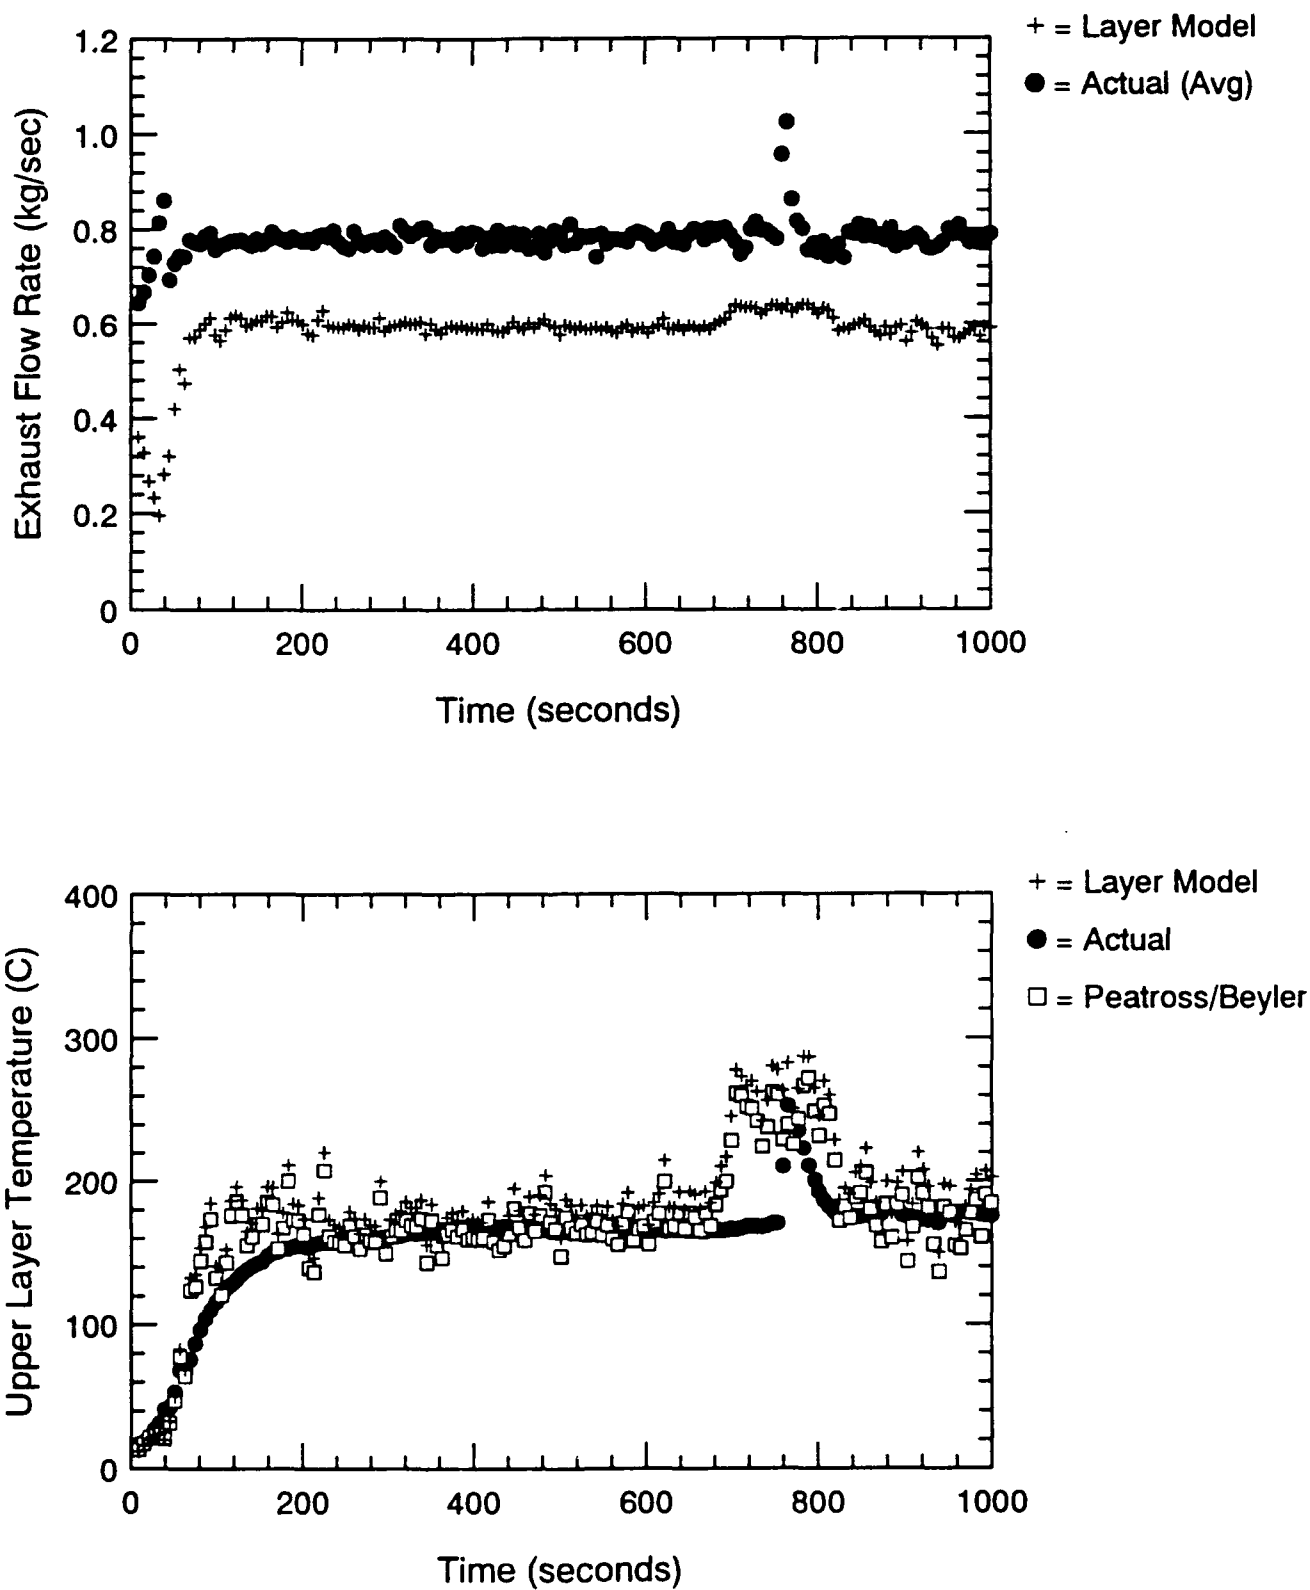 + = Layer Model
● = Actual (Avg)
Exhaust Flow Rate (kg/sec)
1.2
1.0
0.8
0.6
0.4
0.2
0
0 200 400 600 800 1000
Time (seconds)
+ = Layer Model
● = Actual
□ = Peatross/Beyler
Upper Layer Temperature (C)
400
300
200
100
0
0 200 400 600 800 1000
Time (seconds)